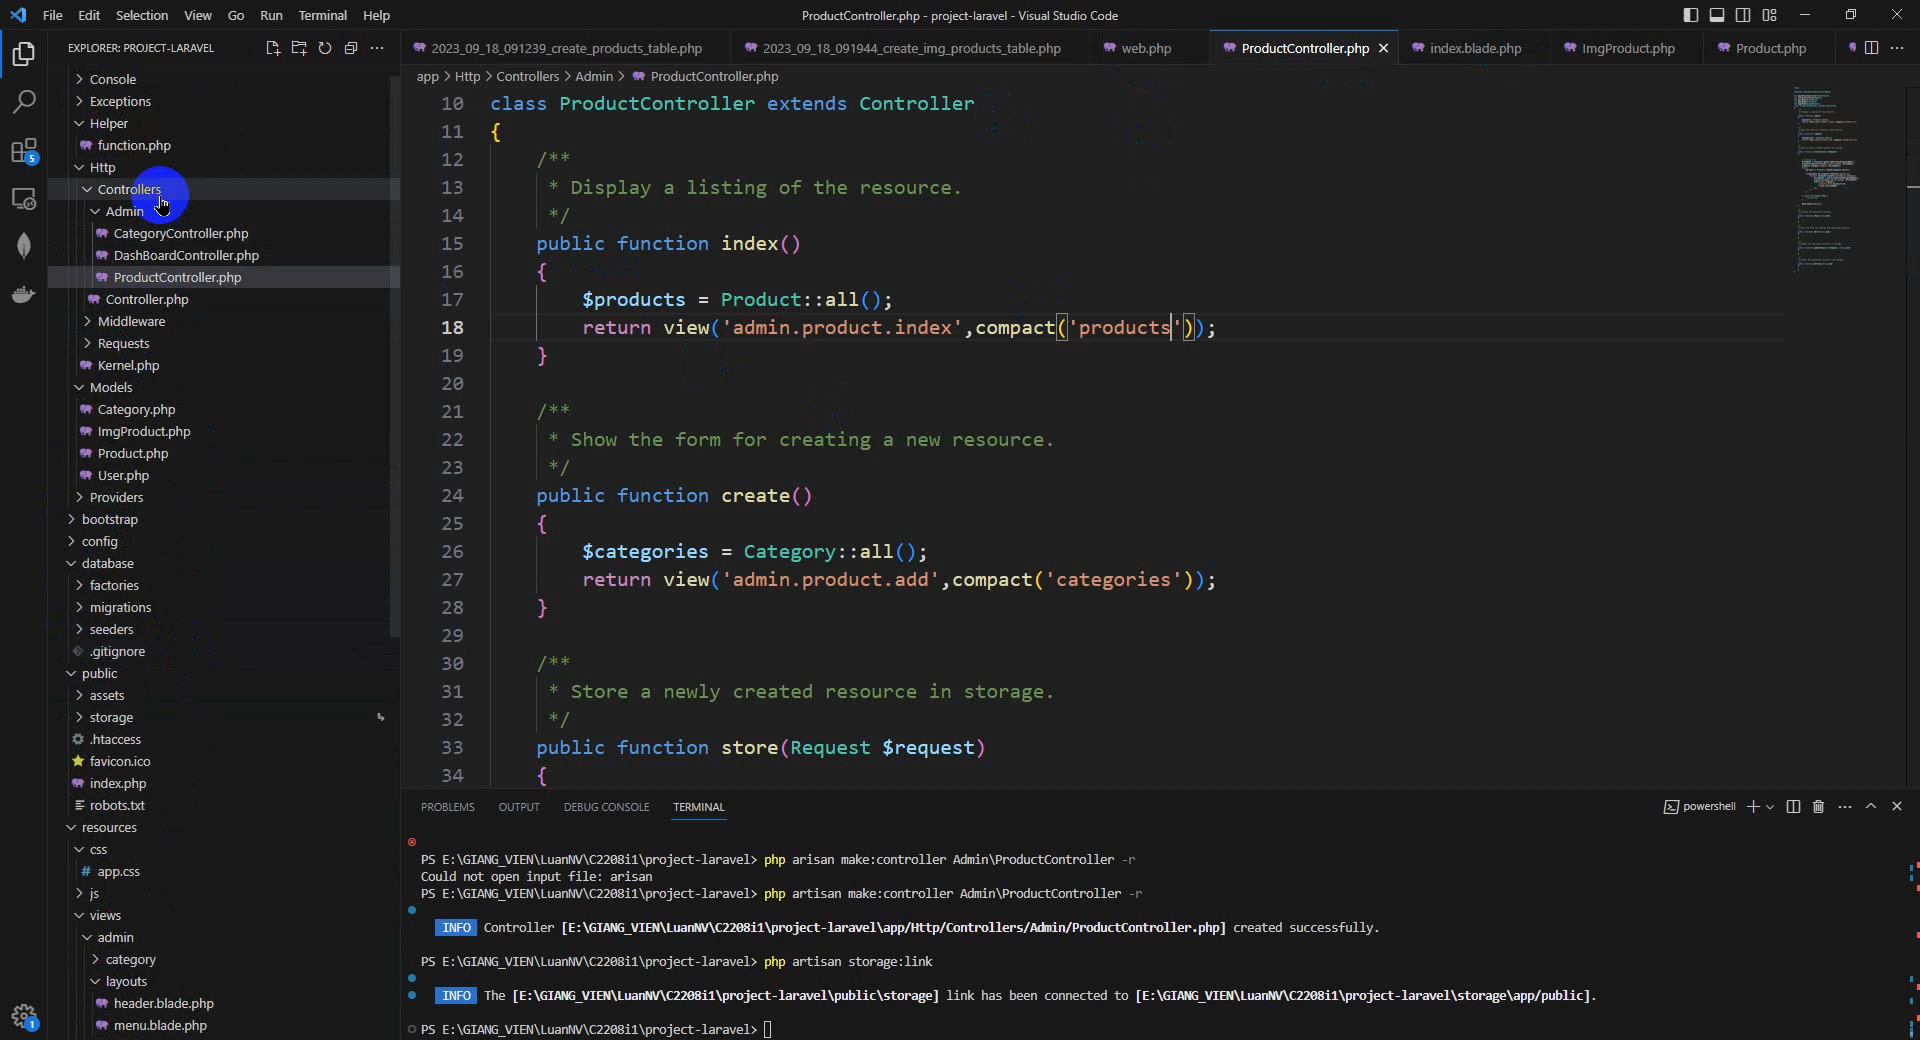 File Edit Selection View Go Run Terminal Help
ProductController.php - project-laravel - Visual Studio Code
EXPLORER: PROJECT-LARAVEL
Console
Exceptions
Helper
function.php
Http
Controllers
Admin
CategoryController.php
DashBoardController.php
ProductController.php
Controller.php
Middleware
Requests
Kernel.php
Models
Category.php
ImgProduct.php
Product.php
User.php
Providers
bootstrap
config
database
factories
migrations
seeders
.gitignore
public
assets
storage
.htaccess
favicon.ico
index.php
robots.txt
resources
css
# app.css
js
views
admin
category
layouts
header.blade.php
menu.blade.php
5
1
2023_09_18_091239_create_products_table.php
2023_09_18_091944_create_img_products_table.php
web.php
ProductController.php
index.blade.php
ImgProduct.php
Product.php
app > Http > Controllers > Admin > ProductController.php
10 class ProductController extends Controller
11 {
12 /**
13 * Display a listing of the resource.
14 */
15 public function index()
16 {
17 $products = Product::all();
18 return view('admin.product.index',compact('products'));
19 }
20
21 /**
22 * Show the form for creating a new resource.
23 */
24 public function create()
25 {
26 $categories = Category::all();
27 return view('admin.product.add',compact('categories'));
28 }
29
30 /**
31 * Store a newly created resource in storage.
32 */
33 public function store(Request $request)
34 {
PROBLEMS OUTPUT DEBUG CONSOLE TERMINAL
powershell
PS E:\GIANG_VIEN\LuanNV\C2208i1\project-laravel> php arisan make:controller Admin\ProductController -r
Could not open input file: arisan
PS E:\GIANG_VIEN\LuanNV\C2208i1\project-laravel> php artisan make:controller Admin\ProductController -r
INFO Controller [E:\GIANG_VIEN\LuanNV\C2208i1\project-laravel\app/Http/Controllers/Admin/ProductController.php] created successfully.
PS E:\GIANG_VIEN\LuanNV\C2208i1\project-laravel> php artisan storage:link
INFO The [E:\GIANG_VIEN\LuanNV\C2208i1\project-laravel\public\storage] link has been connected to [E:\GIANG_VIEN\LuanNV\C2208i1\project-laravel\storage\app/public].
PS E:\GIANG_VIEN\LuanNV\C2208i1\project-laravel>